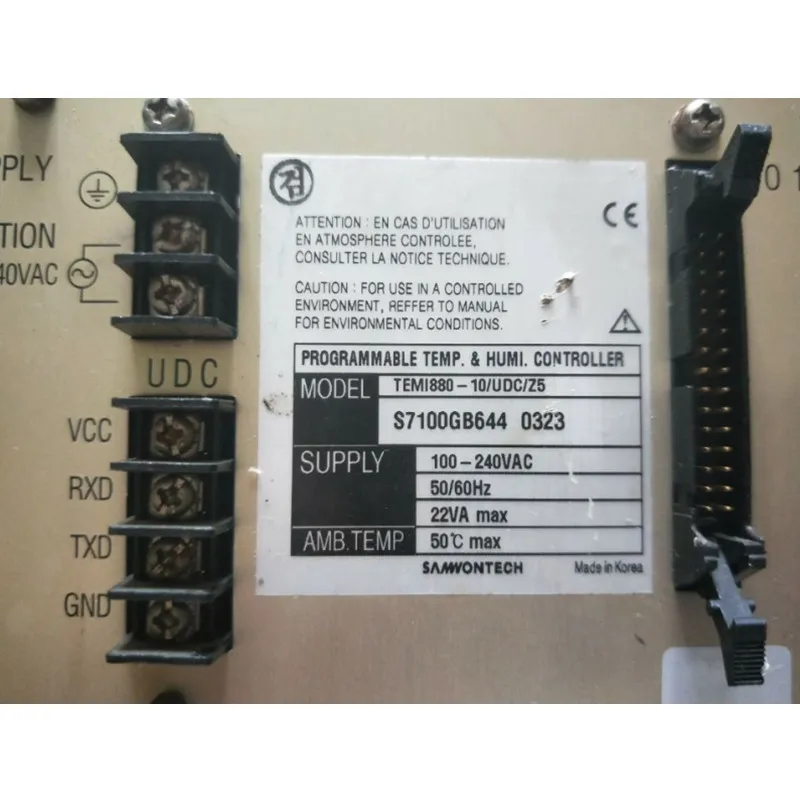 PPLY
TION
40VAC
UDC
VCC
RXD
TXD
GND
검
CE
ATTENTION : EN CAS D'UTILISATION
EN ATMOSPHERE CONTROLEE,
CONSULTER LA NOTICE TECHNIQUE.
CAUTION : FOR USE IN A CONTROLLED
ENVIRONMENT, REFFER TO MANUAL
FOR ENVIRONMENTAL CONDITIONS.
PROGRAMMABLE TEMP. & HUMI. CONTROLLER
MODEL TEMI880-10/UDC/Z5
S7100GB644 0323
SUPPLY 100-240VAC
50/60Hz
22VA max
AMB.TEMP 50℃ max
SAMWONTECH Made in Korea
01